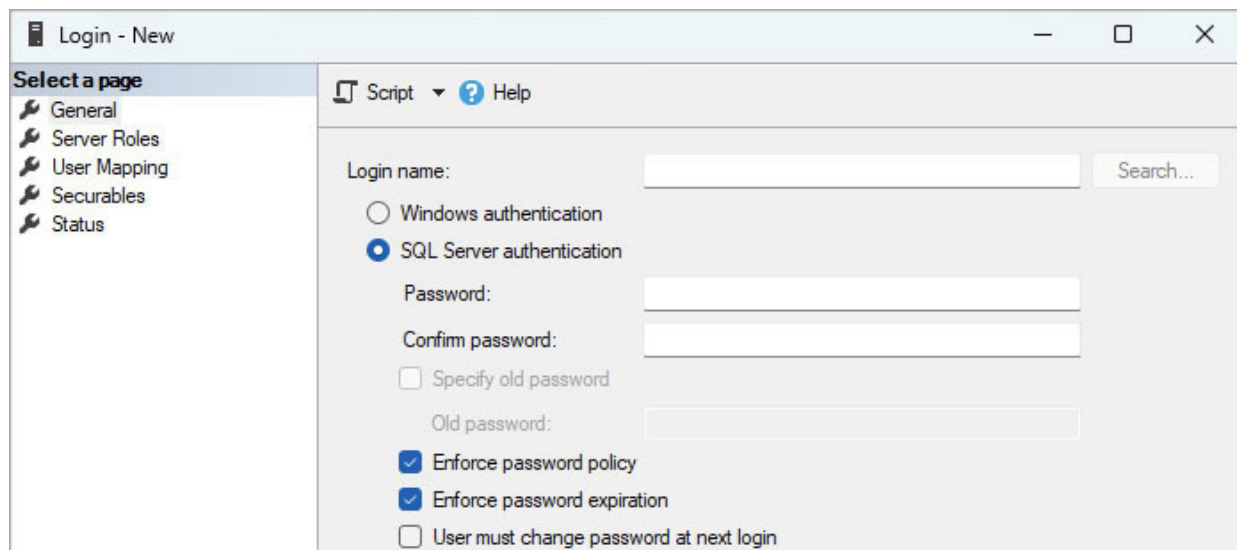 Login - New
Select a page
General
Server Roles
User Mapping
Securables
Status
Script Help
Login name: Search...
Windows authentication
SQL Server authentication
Password:
Confirm password:
Specify old password
Old password:
Enforce password policy
Enforce password expiration
User must change password at next login